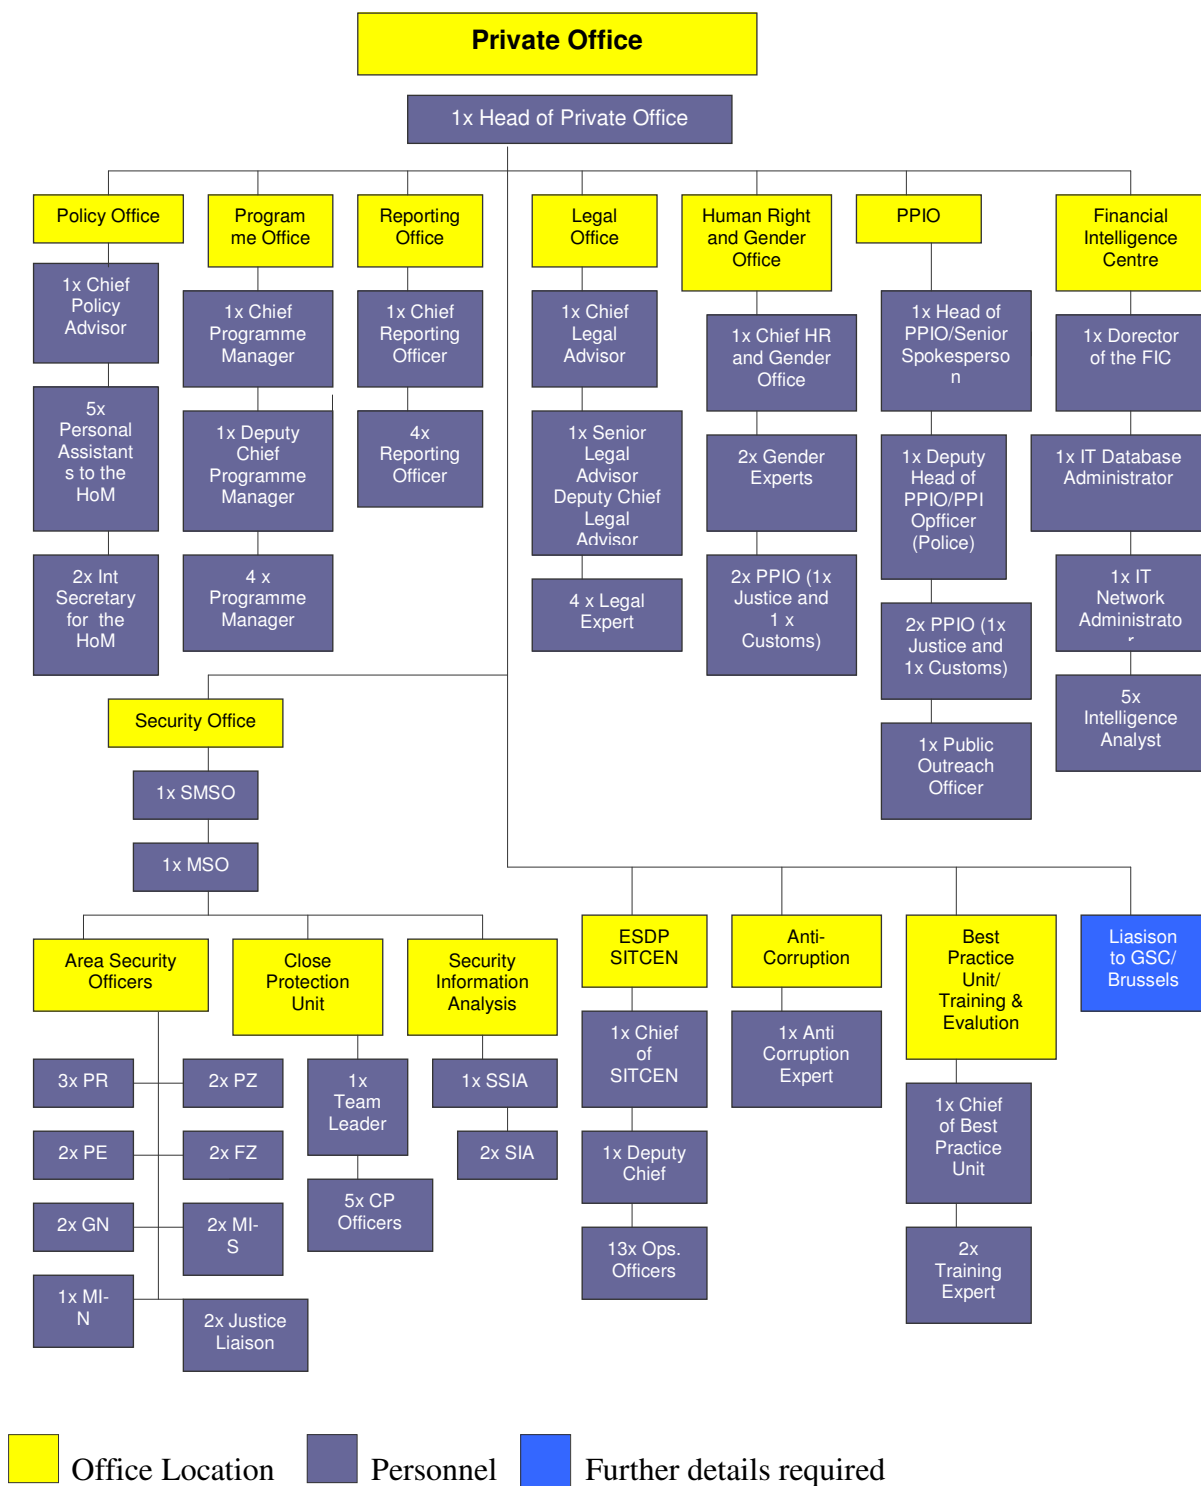 Private Office
1x Head of Private Office
Policy Office
1x Chief
Policy
Advisor
5x
Personal
Assistant
s to the
HoM
2x Int
Secretary
for the
HoM
Program
me Office
1x Chief
Programme
Manager
1x Deputy
Chief
Programme
Manager
4 x
Programme
Manager
Reporting
Office
1x Chief
Reporting
Officer
4x
Reporting
Officer
Legal
Office
1x Chief
Legal
Advisor
1x Senior
Legal
Advisor
Deputy Chief
Legal
Advisor
4 x Legal
Expert
Human Right
and Gender
Office
1x Chief HR
and Gender
Office
2x Gender
Experts
2x PPIO (1x
Justice and
1 x
Customs)
PPIO
1x Head of
PPIO/Senior
Spokesperso
n
1x Deputy
Head of
PPIO/PPI
Opfficer
(Police)
2x PPIO (1x
Justice and
1x Customs)
1x Public
Outreach
Officer
Financial
Intelligence
Centre
1x Dorector
of the FIC
1x IT Database
Administrator
1x IT
Network
Administrato
r
5x
Intelligence
Analyst
Security Office
1x SMSO
1x MSO
Area Security
Officers
3x PR
2x PZ
2x PE
2x FZ
2x GN
2x MI-
S
1x MI-
N
2x Justice
Liaison
Close
Protection
Unit
1x
Team
Leader
5x CP
Officers
Security
Information
Analysis
1x SSIA
2x SIA
ESDP
SITCEN
1x Chief
of
SITCEN
1x Deputy
Chief
13x Ops.
Officers
Anti-
Corruption
1x Anti
Corruption
Expert
Best
Practice
Unit/
Training &
Evalution
1x Chief
of Best
Practice
Unit
2x
Training
Expert
Liasison
to GSC/
Brussels
Office Location
Personnel
Further details required